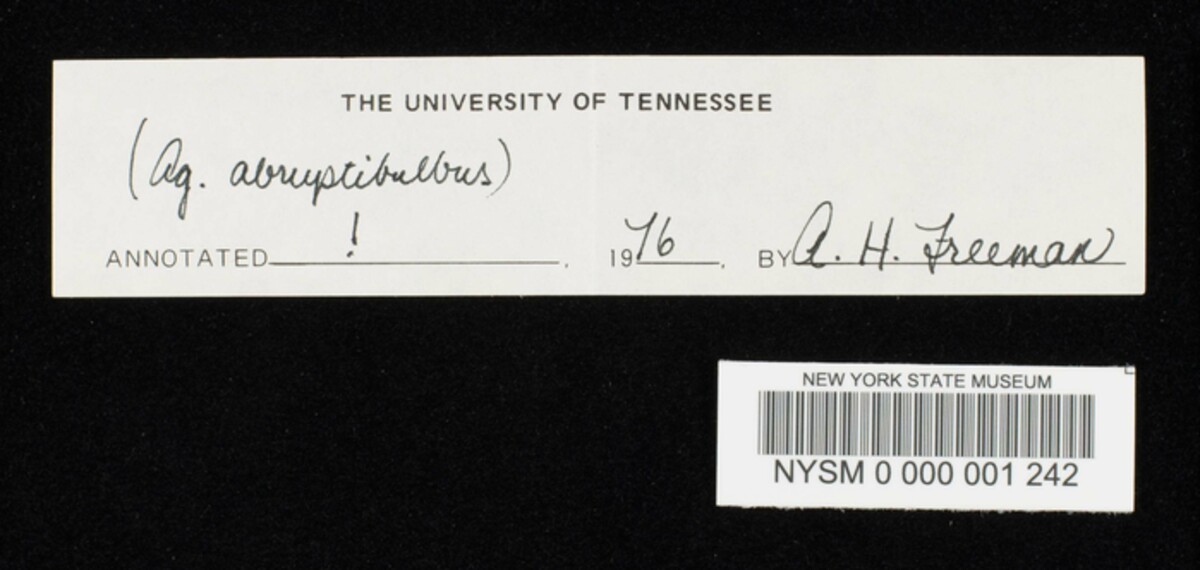 THE UNIVERSITY OF TENNESSEE
(Ag. abruptibulbus)
ANNOTATED ! . 1976 . BY A. H. Freeman
NEW YORK STATE MUSEUM
NYSM 0 000 001 242